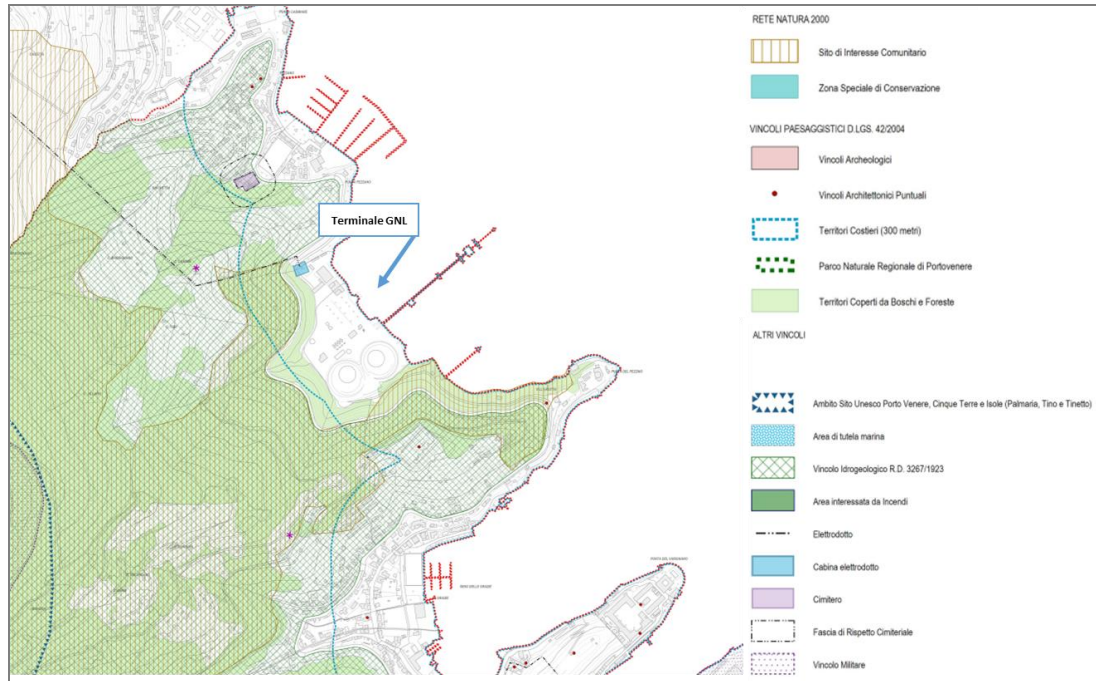 Terminale GNL
RETE NATURA 2000
Sito di Interesse Comunitario
Zona Speciale di Conservazione
VINCOLI PAESAGGISTICI D.LGS. 42/2004
Vincoli Archeologici
Vincoli Architettonici Puntuali
Territori Costieri (300 metri)
Parco Naturale Regionale di Portovenere
Territori Coperti da Boschi e Foreste
ALTRI VINCOLI
Ambito Sito Unesco Porto Venere, Cinque Terre e Isole (Palmaria, Tino e Tinetto)
Area di tutela marina
Vincolo Idrogeologico R.D. 3267/1923
Area interessata da Incendi
Elettrodotto
Cabina elettrodotto
Cimitero
Fascia di Rispetto Cimiteriale
Vincolo Militare